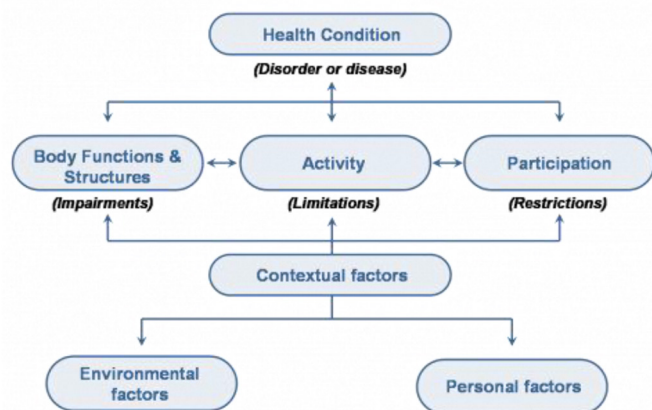 Health Condition
(Disorder or disease)
Body Functions &
Structures
Activity
Participation
(Impairments)
(Limitations)
(Restrictions)
Contextual factors
Environmental
factors
Personal factors